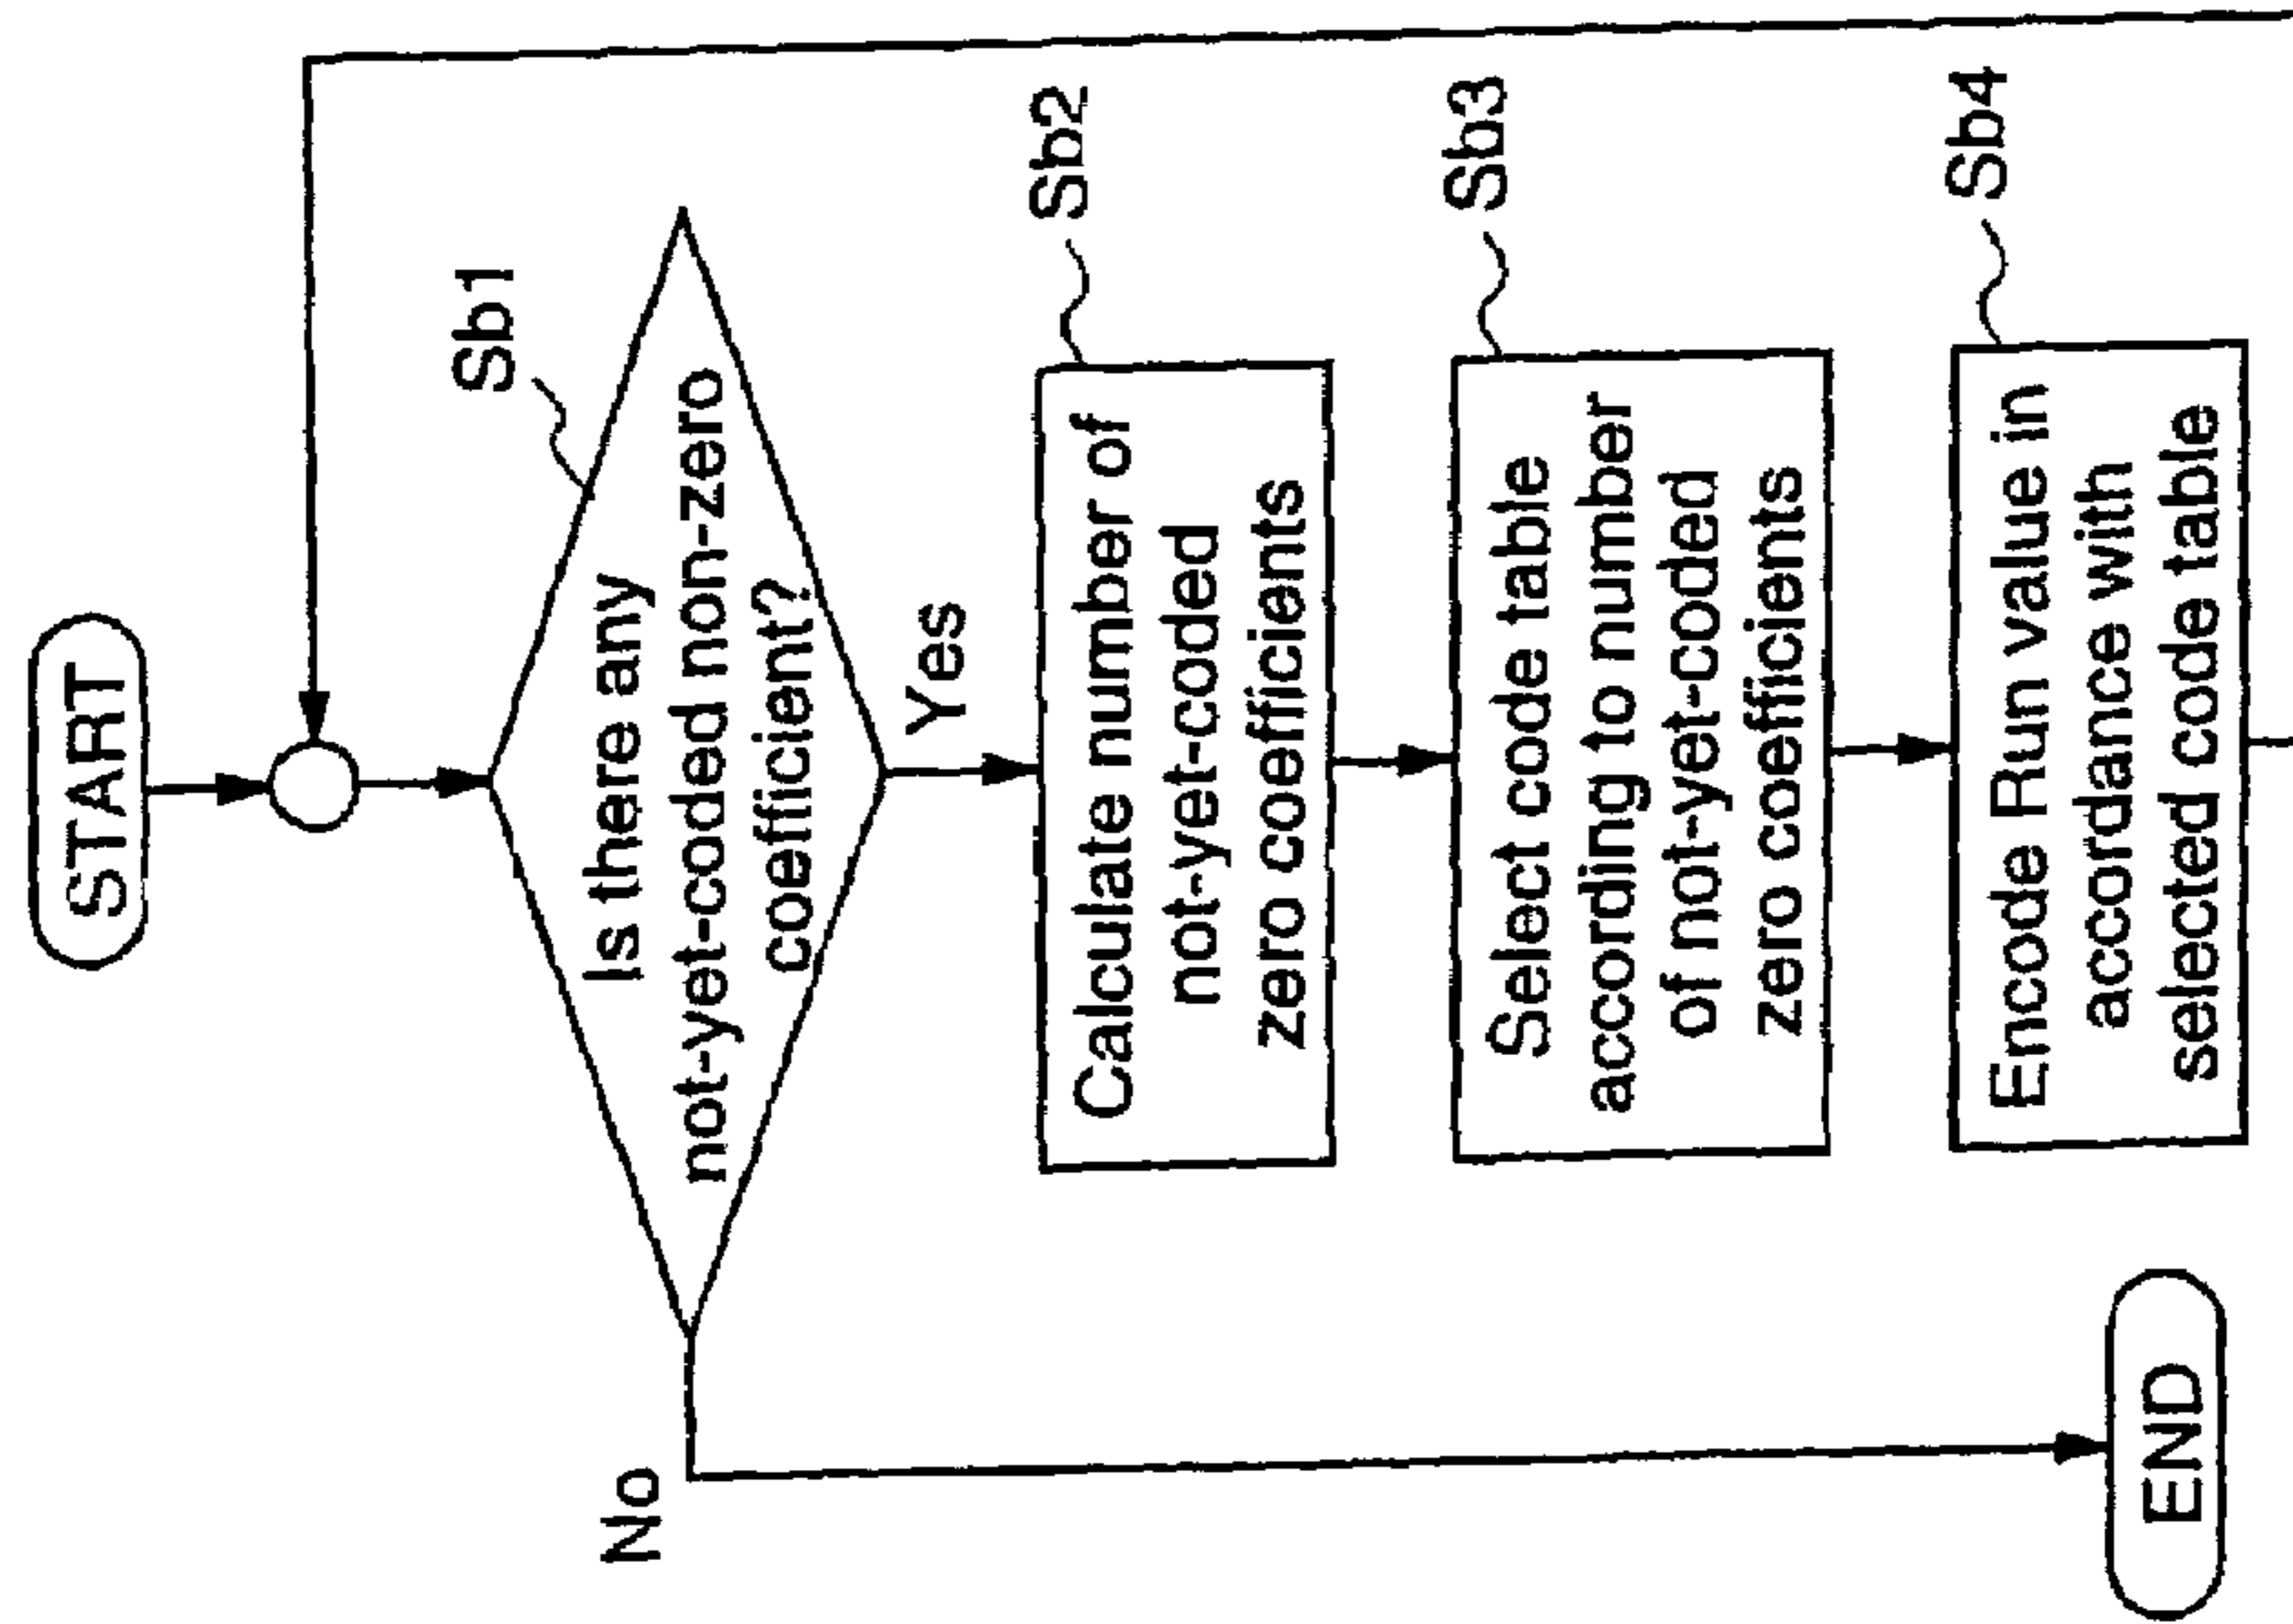 START
Sb1
Is there any
not-yet-coded non-zero
coefficient?
No
Yes
Sb2
Calculate number of
not-yet-coded
zero coefficients
Sb3
Select code table
according to number
of not-yet-coded
zero coefficients
Sb4
Encode Run value in
accordance with
selected code table
END